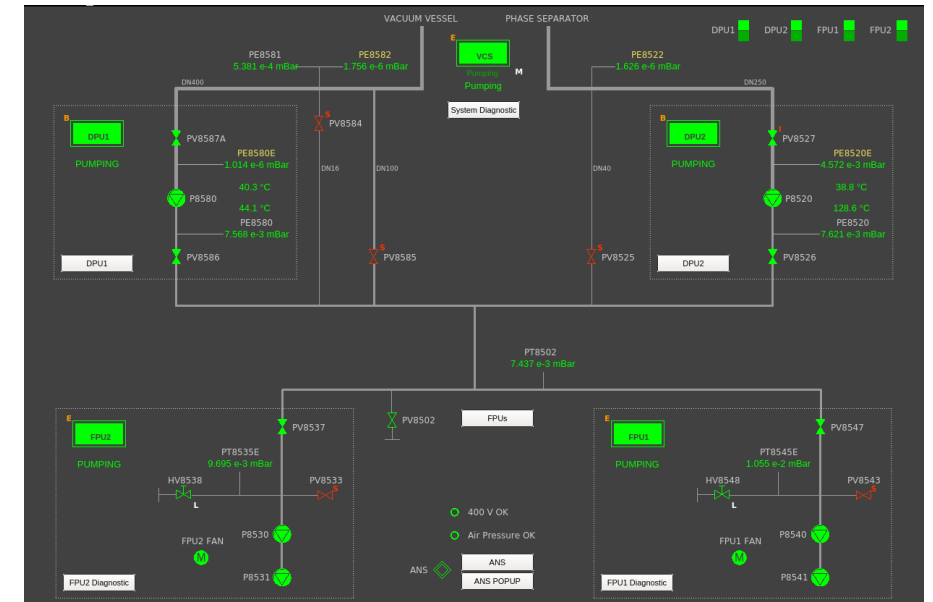 VACUUM VESSEL
PHASE SEPARATOR
DPU1
DPU2
FPU1
FPU2
PE8581
5.381 e-4 mBar
PE8582
1.756 e-6 mBar
E
VCS
Pumping
M
Pumping
System Diagnostic
PE8522
1.626 e-6 mBar
DN400
DN250
B
DPU1
PUMPING
PV8587A
PE8580E
1.014 e-6 mBar
40.3 °C
P8580
44.1 °C
PE8580
7.568 e-3 mBar
PV8586
DPU1
S
PV8584
DN16
DN100
S
PV8585
DN40
S
PV8525
B
DPU2
PUMPING
I
PV8527
PE8520E
4.572 e-3 mBar
38.8 °C
P8520
128.6 °C
PE8520
7.621 e-3 mBar
PV8526
DPU2
PT8502
7.437 e-3 mBar
E
FPU2
PUMPING
PV8537
PT8535E
9.695 e-3 mBar
HV8538
L
PV8533
S
P8530
FPU2 FAN
M
P8531
FPU2 Diagnostic
PV8502
FPUs
400 V OK
Air Pressure OK
ANS
ANS
ANS POPUP
E
FPU1
PUMPING
PV8547
PT8545E
1.055 e-2 mBar
HV8548
L
PV8543
S
P8540
FPU1 FAN
M
P8541
FPU1 Diagnostic